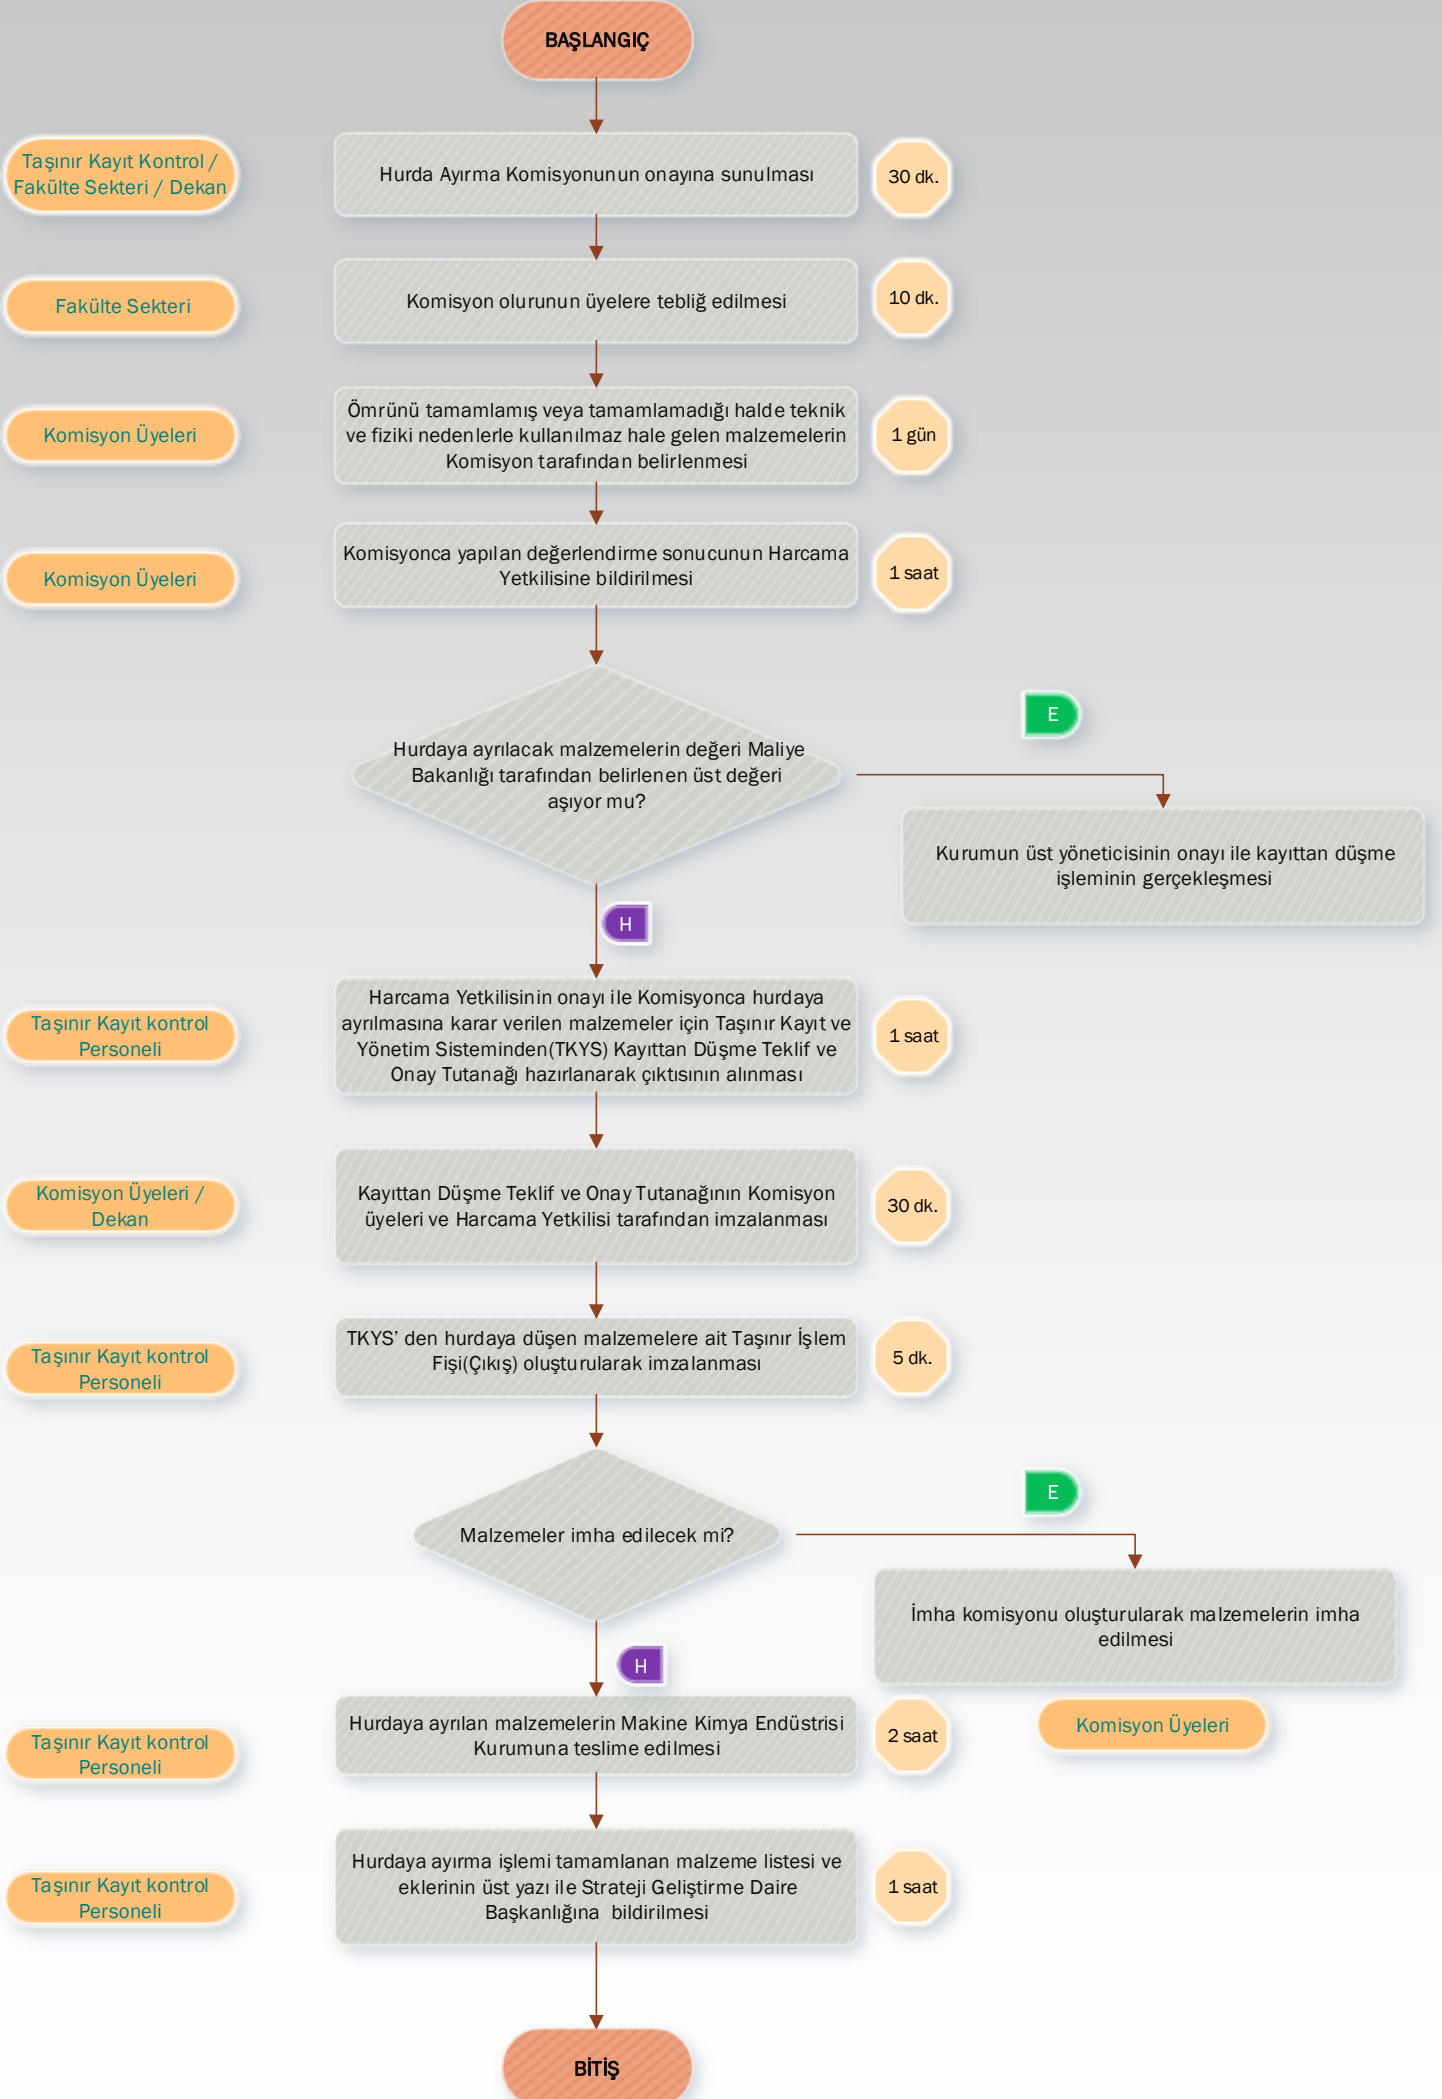 BAŞLANGIÇ
Taşınır Kayıt Kontrol /
Fakülte Sekteri / Dekan
Hurda Ayırma Komisyonunun onayına sunulması
30 dk.
Fakülte Sekteri
Komisyon olurunun üyelere tebliğ edilmesi
10 dk.
Komisyon Üyeleri
Ömrünü tamamlamış veya tamamlamadığı halde teknik
ve fiziki nedenlerle kullanılmaz hale gelen malzemelerin
Komisyon tarafından belirlenmesi
1 gün
Komisyon Üyeleri
Komisyonca yapılan değerlendirme sonucunun Harcama
Yetkilisine bildirilmesi
1 saat
Hurdaya ayrılacak malzemelerin değeri Maliye
Bakanlığı tarafından belirlenen üst değeri
aşıyor mu?
E
Kurumun üst yöneticisinin onayı ile kayıttan düşme
işleminin gerçekleşmesi
H
Taşınır Kayıt kontrol
Personeli
Harcama Yetkilisinin onayı ile Komisyonca hurdaya
ayrılmasına karar verilen malzemeler için Taşınır Kayıt ve
Yönetim Sisteminden(TKYS) Kayıttan Düşme Teklif ve
Onay Tutanağı hazırlanarak çıktısının alınması
1 saat
Komisyon Üyeleri /
Dekan
Kayıttan Düşme Teklif ve Onay Tutanağının Komisyon
üyeleri ve Harcama Yetkilisi tarafından imzalanması
30 dk.
Taşınır Kayıt kontrol
Personeli
TKYS’ den hurdaya düşen malzemelere ait Taşınır İşlem
Fişi(Çıkış) oluşturularak imzalanması
5 dk.
Malzemeler imha edilecek mi?
E
İmha komisyonu oluşturularak malzemelerin imha
edilmesi
Komisyon Üyeleri
H
Taşınır Kayıt kontrol
Personeli
Hurdaya ayrılan malzemelerin Makine Kimya Endüstrisi
Kurumuna teslime edilmesi
2 saat
Taşınır Kayıt kontrol
Personeli
Hurdaya ayırma işlemi tamamlanan malzeme listesi ve
eklerinin üst yazı ile Strateji Geliştirme Daire
Başkanlığına  bildirilmesi
1 saat
BİTİŞ